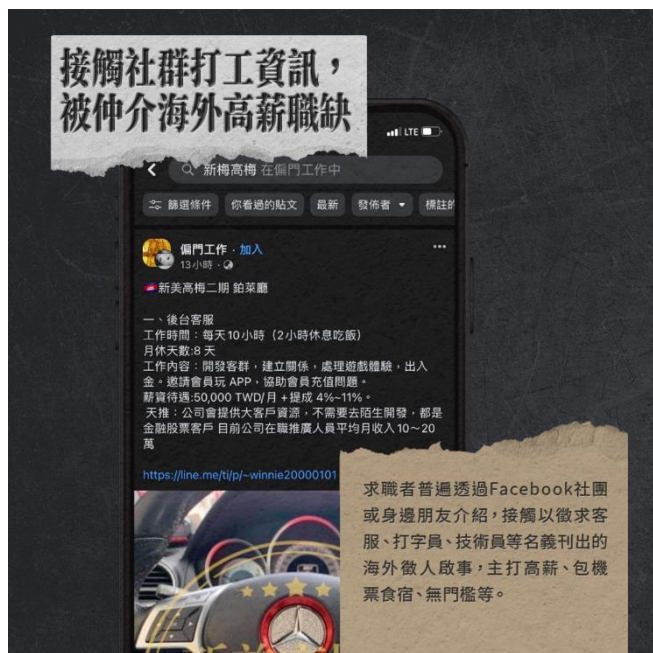 接觸社群打工資訊，
被仲介海外高薪職缺
LTE
新梅高梅 在偏門工作中
篩選條件
你看過的貼文
最新
發佈者
標註的
偏門工作 · 加入
13小時 ·
新美高梅二期 鉑萊廳
一、後台客服
工作時間：每天10小時（2小時休息吃飯）
月休天數:8 天
工作內容：開發客群，建立關係，處理遊戲體驗，出入
金。邀請會員玩 APP，協助會員充值問題。
薪資待遇:50,000 TWD/月 +提成 4%~11%。
天推：公司會提供大客戶資源，不需要去陌生開發，都是
金融股票客戶 目前公司在職推廣人員平均月收入 10～20
萬
https://line.me/ti/p/~winnie20000101
求職者普遍透過Facebook社團
或身邊朋友介紹，接觸以徵求客
服、打字員、技術員等名義刊出的
海外徵人啟事，主打高薪、包機
票食宿、無門檻等。